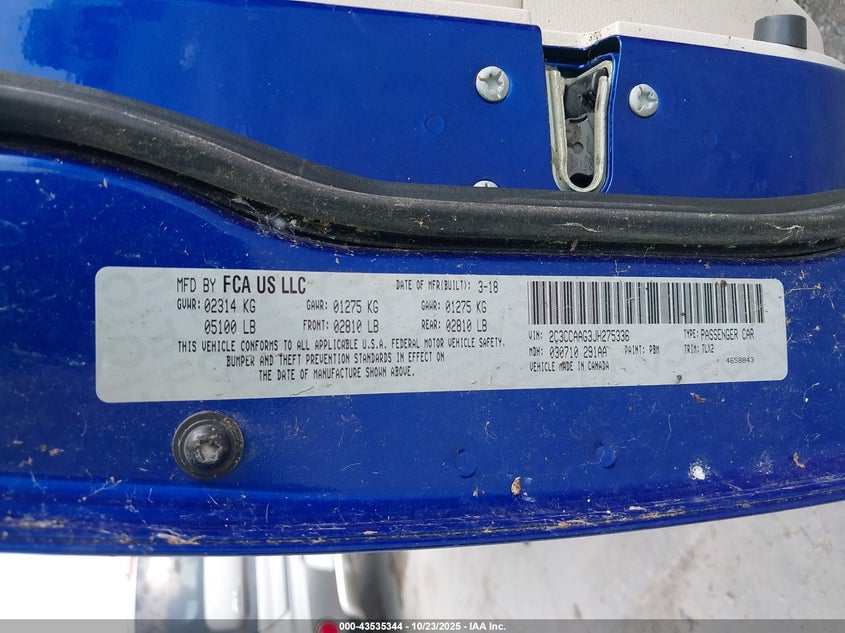 MFD BY FCA US LLC
DATE OF MFR(BUILT): 3-18
GVWR: 02314 KG GAWR: 01275 KG GAWR: 01275 KG
05100 LB FRONT: 02810 LB REAR: 02810 LB
THIS VEHICLE CONFORMS TO ALL APPLICABLE U.S.A. FEDERAL MOTOR VEHICLE SAFETY,
BUMPER AND THEFT PREVENTION STANDARDS IN EFFECT ON
THE DATE OF MANUFACTURE SHOWN ABOVE.
VIN: 2C3CCAAG3JH275336 TYPE: PASSENGER CAR
MDH: 030710 291AA PAINT: PBM TRIM: TLV2
VEHICLE MADE IN CANADA 4658843
000-43535344 | 10/23/2025 | IAA Inc.